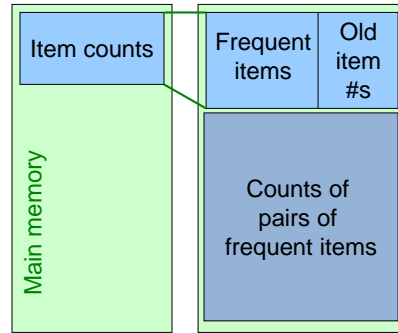 Item counts
Main memory
Frequent
items
Old
item
#s
Counts of
pairs of
frequent items